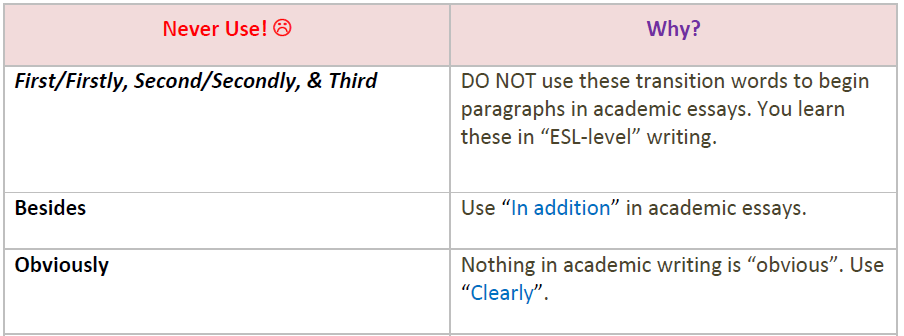 Never Use! ☹
Why?
First/Firstly, Second/Secondly, & Third
DO NOT use these transition words to begin
paragraphs in academic essays. You learn
these in “ESL-level” writing.
Besides
Use “In addition” in academic essays.
Obviously
Nothing in academic writing is “obvious”. Use
“Clearly”.